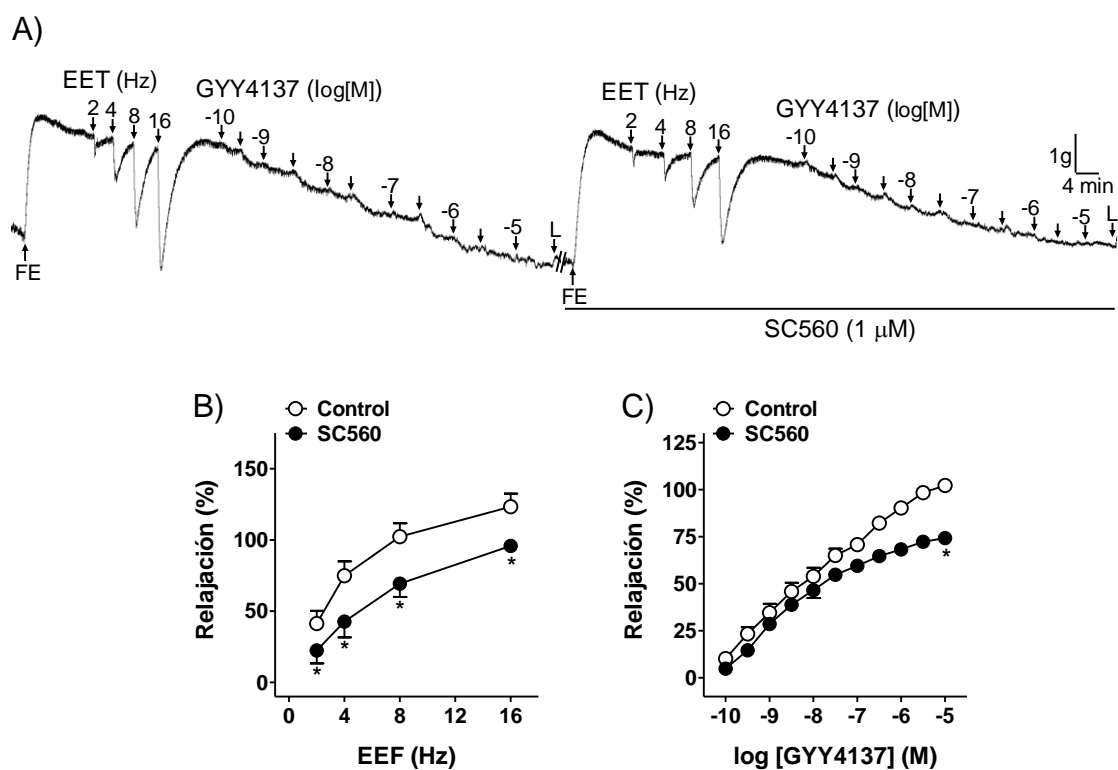 A)
EET (Hz)
2 4 8 16
GYY4137 (log[M])
-10 -9 -8 -7 -6 -5 L
FE
EET (Hz)
2 4 8 16
GYY4137 (log[M])
-10 -9 -8 -7 -6 -5 L
FE
1g
4 min
SC560 (1 μM)
B)
Control
SC560
Relajación (%)
150
100
50
0
0 4 8 12 16
* * * *
EEF (Hz)
C)
Control
SC560
Relajación (%)
125
100
75
50
25
0
-10 -9 -8 -7 -6 -5
*
log [GYY4137] (M)